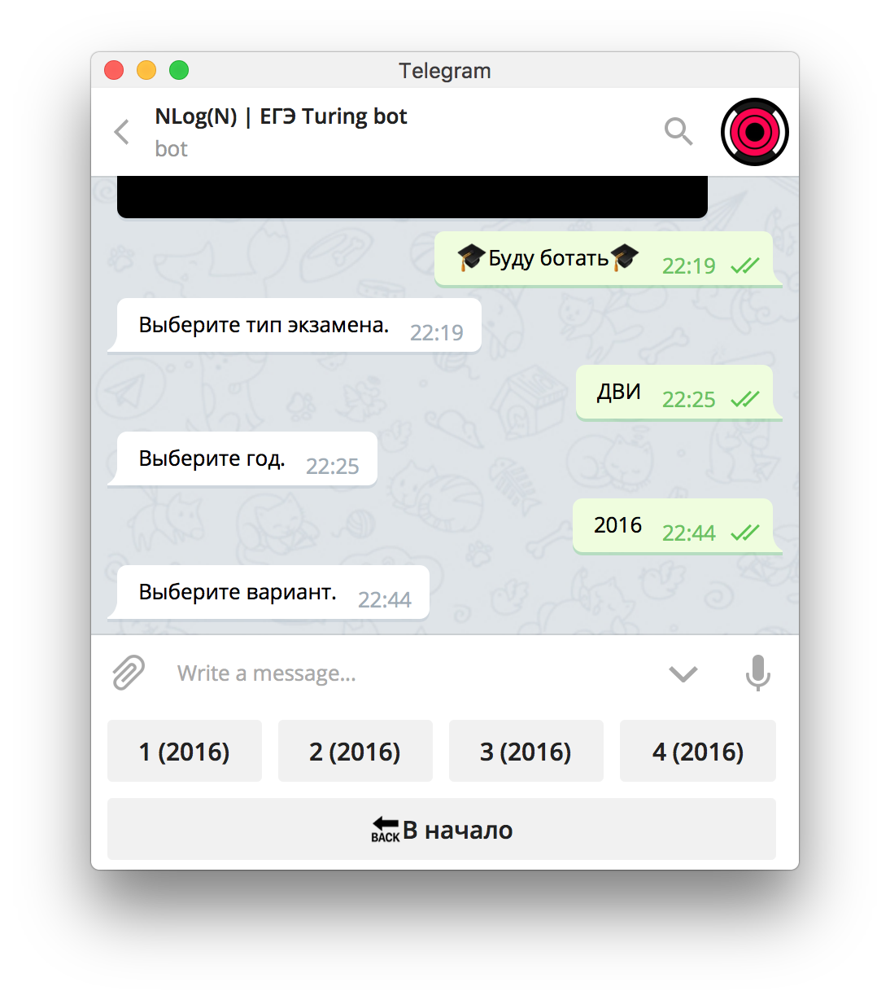 Telegram
NLog(N) | ЕГЭ Turing bot
bot
🎓Буду ботать🎓 22:19
Выберите тип экзамена. 22:19
ДВИ 22:25
Выберите год. 22:25
2016 22:44
Выберите вариант. 22:44
Write a message...
1 (2016) 2 (2016) 3 (2016) 4 (2016)
🔙В начало